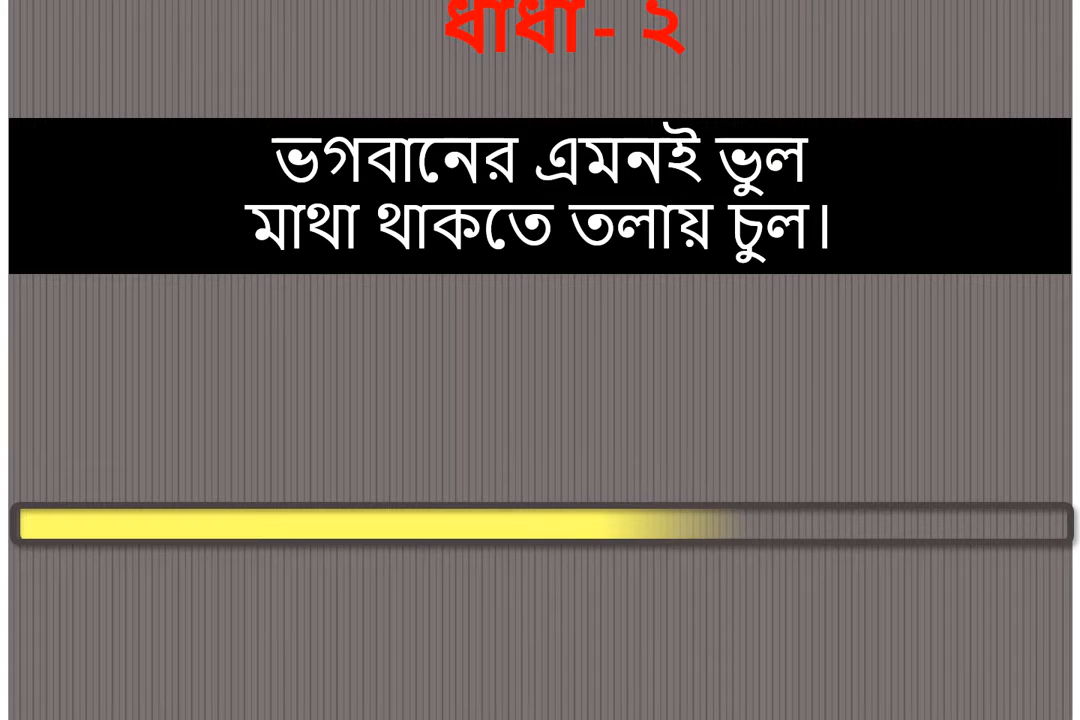 ধাঁধা - ২
ভগবানের এমনই ভুল
মাথা থাকতে তলায় চুল।